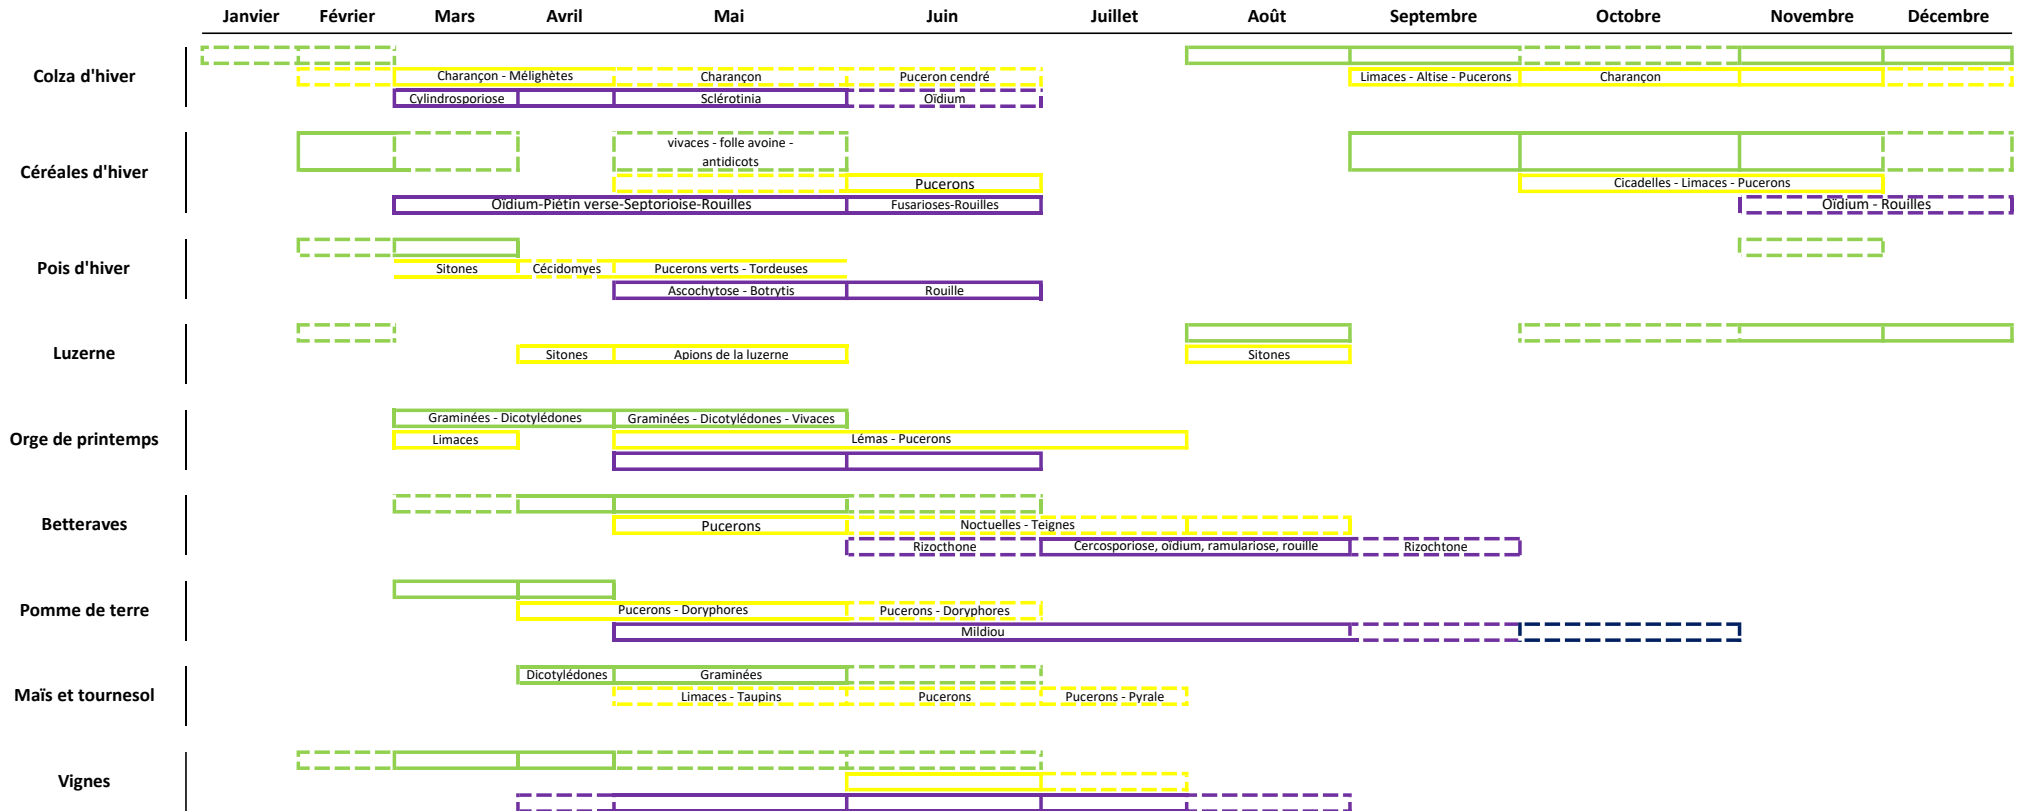 Janvier Février Mars Avril Mai Juin Juillet Août Septembre Octobre Novembre Décembre
Colza d'hiver
Charançon - Mélighètes Charançon Puceron cendré Limaces - Altise - Pucerons Charançon
Cylindrosporiose Sclérotinia Oïdium
Céréales d'hiver
vivaces - folle avoine -
antidicots
Pucerons Cicadelles - Limaces - Pucerons
Oïdium-Piétin verse-Septorioise-Rouilles Fusarioses-Rouilles Oïdium - Rouilles
Pois d'hiver
Sitones Cécidomyes Pucerons verts - Tordeuses
Ascochytose - Botrytis Rouille
Luzerne
Sitones Apions de la luzerne Sitones
Orge de printemps
Graminées - Dicotylédones Graminées - Dicotylédones - Vivaces
Limaces Lémas - Pucerons
Betteraves
Pucerons Noctuelles - Teignes
Rizocthone Cercosporiose, oïdium, ramulariose, rouille Rizochtone
Pomme de terre
Pucerons - Doryphores Pucerons - Doryphores
Mildiou
Maïs et tournesol
Dicotylédones Graminées
Limaces - Taupins Pucerons Pucerons - Pyrale
Vignes